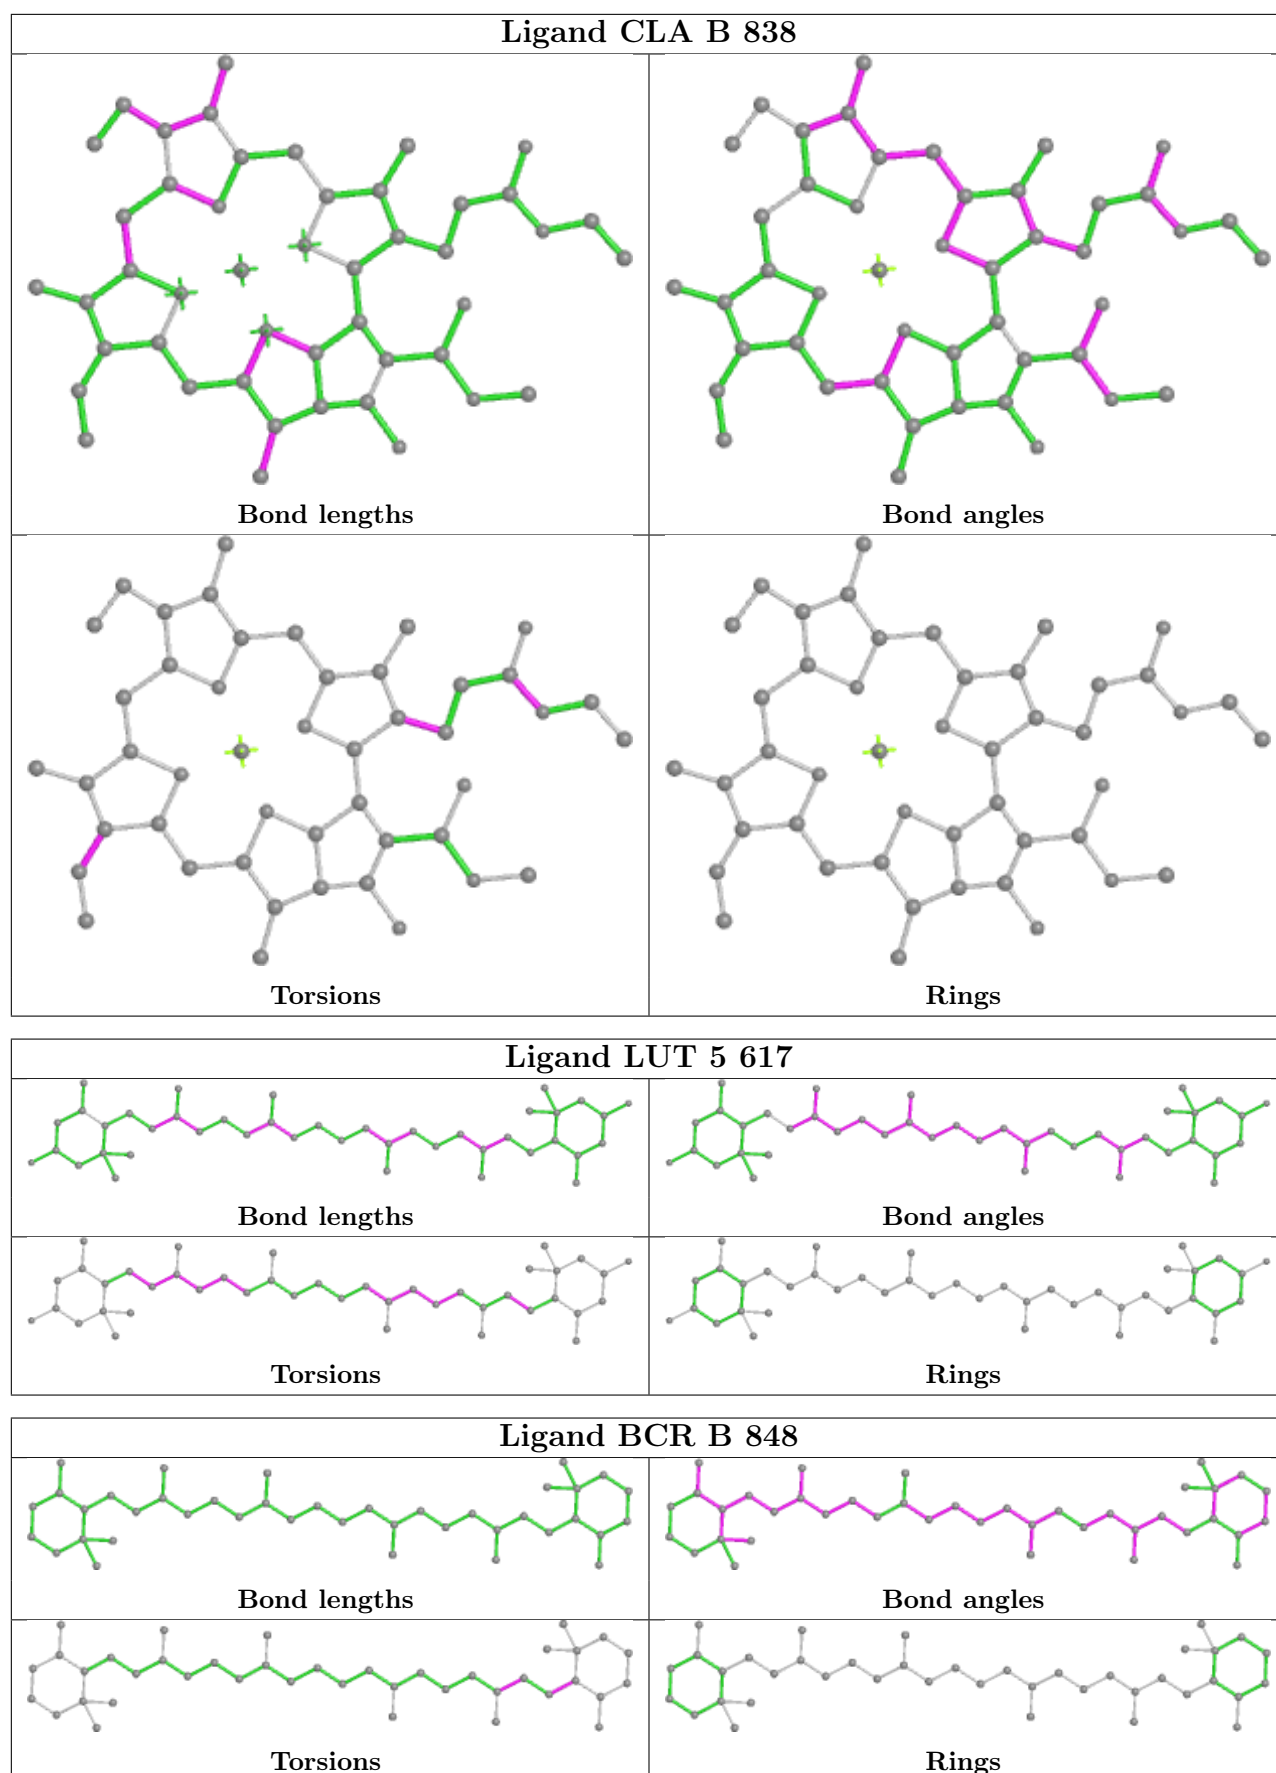 Ligand CLA B 838
Bond lengths
Bond angles
Torsions
Rings
Ligand LUT 5 617
Bond lengths
Bond angles
Torsions
Rings
Ligand BCR B 848
Bond lengths
Bond angles
Torsions
Rings